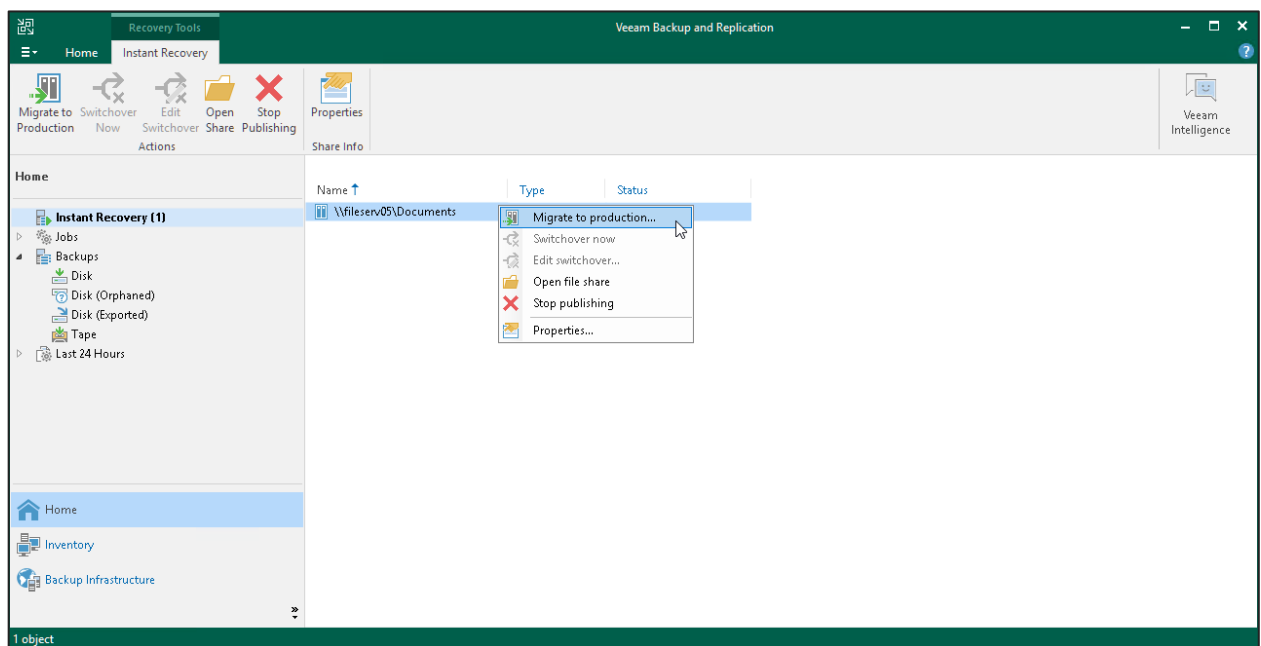 Recovery Tools
Veeam Backup and Replication
Home
Instant Recovery
Migrate to Production
Switchover Now
Edit Switchover
Open Share
Stop Publishing
Actions
Properties
Share Info
Veeam Intelligence
Home
Instant Recovery (1)
Jobs
Backups
Disk
Disk (Orphaned)
Disk (Exported)
Tape
Last 24 Hours
Name
Type
Status
\\fileserv05\Documents
Migrate to production...
Switchover now
Edit switchover...
Open file share
Stop publishing
Properties...
Home
Inventory
Backup Infrastructure
1 object